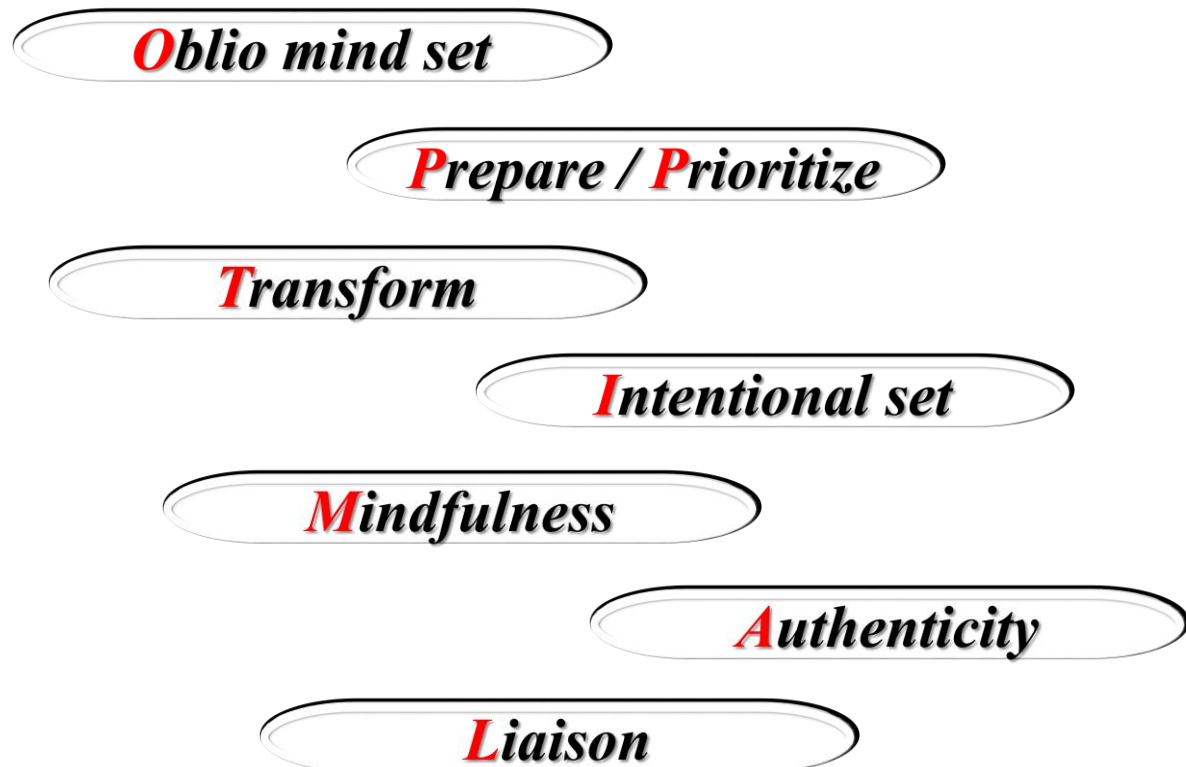 Oblio mind set
Prepare / Prioritize
Transform
Intentional set
Mindfulness
Authenticity
Liaison